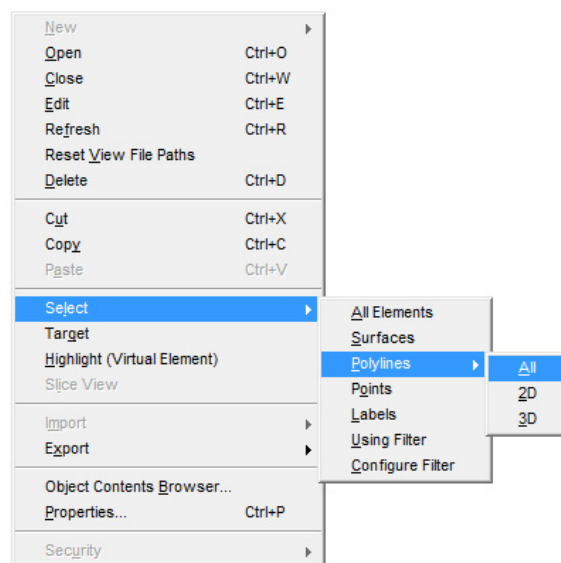 New
Open Ctrl+O
Close Ctrl+W
Edit Ctrl+E
Refresh Ctrl+R
Reset View File Paths
Delete Ctrl+D
Cut Ctrl+X
Copy Ctrl+C
Paste Ctrl+V
Select
Target
Highlight (Virtual Element)
Slice View
Import
Export
Object Contents Browser...
Properties... Ctrl+P
Security
All Elements
Surfaces
Polylines
Points
Labels
Using Filter
Configure Filter
All
2D
3D